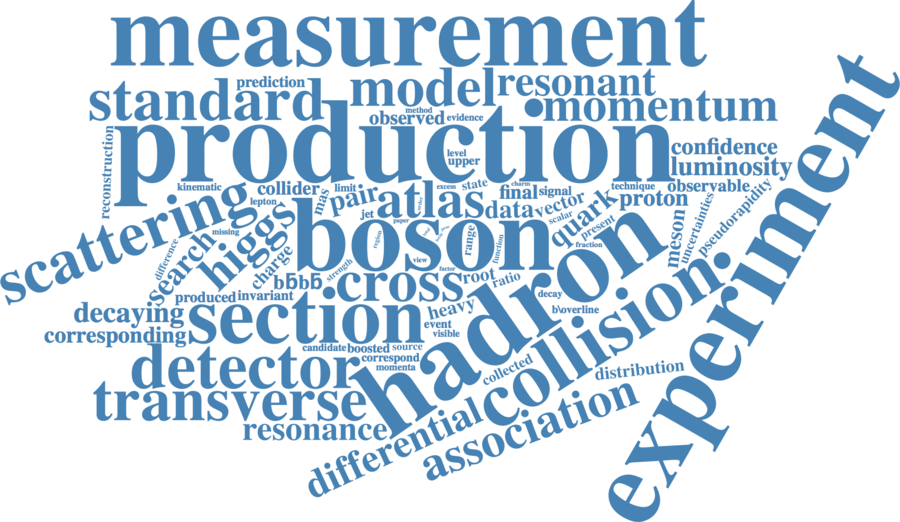 measurement
prediction
model
resonant
standard
method
momentum
observed
evidence
production
experiment
reconstruction
level
upper
confidence
luminosity
kinematic
collider
limit
excess
state
charm
final
signal
technique
observable
lepton
mas
pair
atlas
data
vector
quark
proton
pseudorapidity
scattering
higgs
jet
paper
scalar
present
meson
uncertainties
missing
boson
difference
search
charge
region
range
function
fraction
hadron
view
strength
factor
bb̄bb̄
cross
root
ratio
produced
invariant
decay
decaying
section
heavy
b\overline
collision
corresponding
event
visible
candidate
boosted
source
detector
correspond
momenta
collected
distribution
transverse
resonance
differential
association